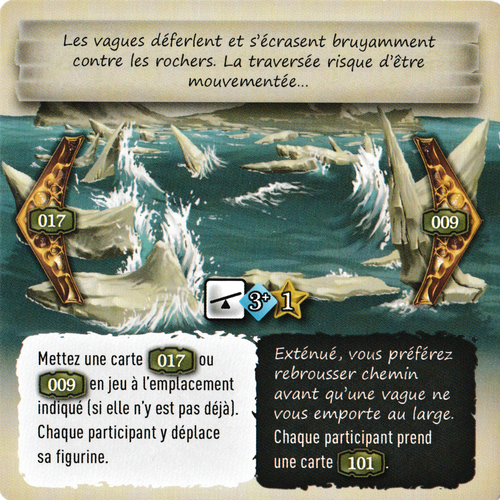 Les vagues déferlent et s'écrasent bruyamment
contre les rochers. La traversée risque d'être
mouvementée...
017
009
3+
1
Mettez une carte 017 ou
009 en jeu à l'emplacement
indiqué (si elle n'y est pas déjà).
Chaque participant y déplace
sa figurine.
Exténué, vous préférez
rebrousser chemin
avant qu'une vague ne
vous emporte au large.
Chaque participant prend
une carte 101.